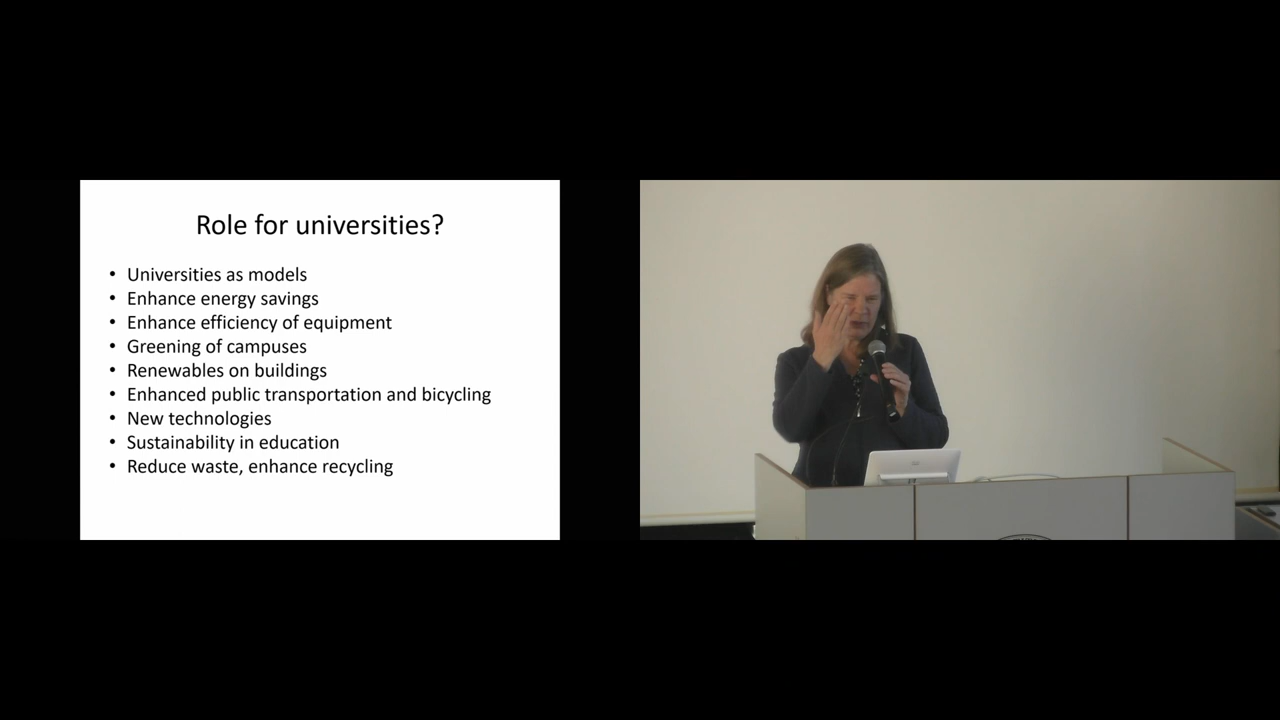 Role for universities?
• Universities as models
• Enhance energy savings
• Enhance efficiency of equipment
• Greening of campuses
• Renewables on buildings
• Enhanced public transportation and bicycling
• New technologies
• Sustainability in education
• Reduce waste, enhance recycling